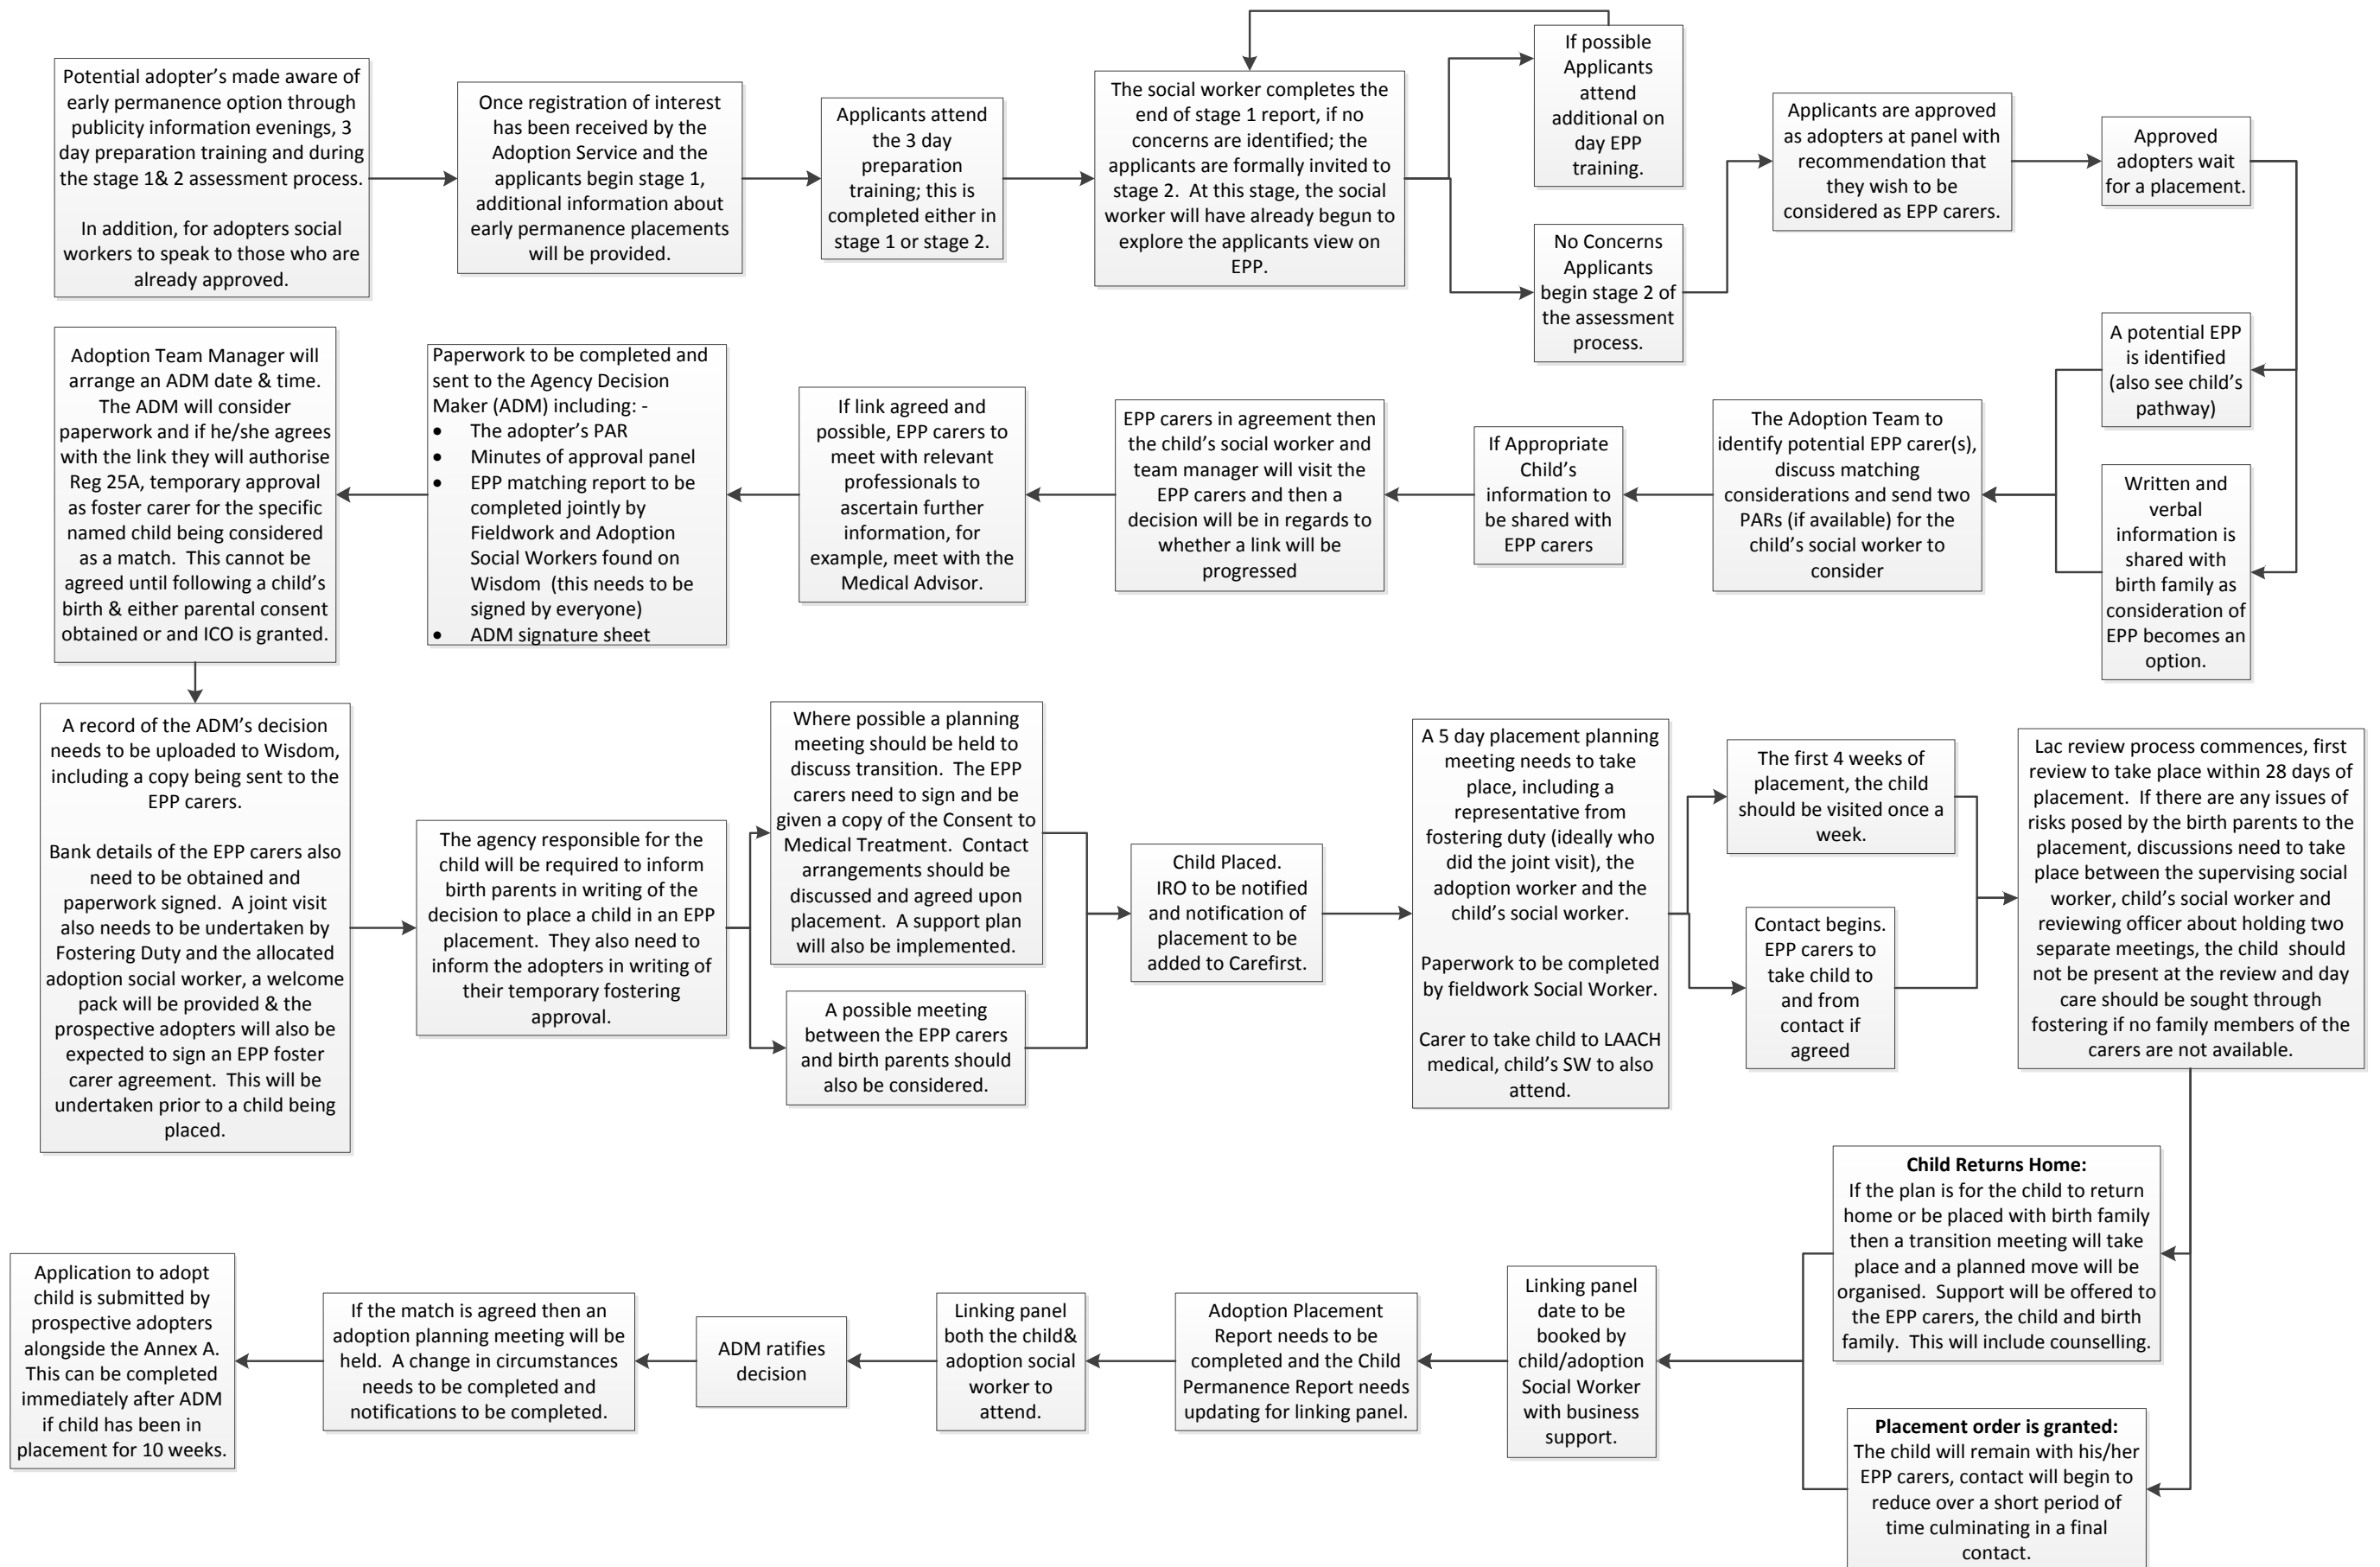 Potential adopter's made aware of
early permanence option through
publicity information evenings, 3
day preparation training and during
the stage 1& 2 assessment process.
In addition, for adopters social
workers to speak to those who are
already approved.
Once registration of interest
has been received by the
Adoption Service and the
applicants begin stage 1,
additional information about
early permanence placements
will be provided.
Applicants attend
the 3 day
preparation
training; this is
completed either in
stage 1 or stage 2.
The social worker completes the
end of stage 1 report, if no
concerns are identified; the
applicants are formally invited to
stage 2.  At this stage, the social
worker will have already begun to
explore the applicants view on
EPP.
If possible
Applicants
attend
additional on
day EPP
training.
No Concerns
Applicants
begin stage 2 of
the assessment
process.
Applicants are approved
as adopters at panel with
recommendation that
they wish to be
considered as EPP carers.
Approved
adopters wait
for a placement.
A potential EPP
is identified
(also see child's
pathway)
Written and
verbal
information is
shared with
birth family as
consideration of
EPP becomes an
option.
The Adoption Team to
identify potential EPP carer(s),
discuss matching
considerations and send two
PARs (if available) for the
child's social worker to
consider
If Appropriate
Child's
information to
be shared with
EPP carers
EPP carers in agreement then
the child's social worker and
team manager will visit the
EPP carers and then a
decision will be in regards to
whether a link will be
progressed
If link agreed and
possible, EPP carers to
meet with relevant
professionals to
ascertain further
information, for
example, meet with the
Medical Advisor.
Paperwork to be completed and
sent to the Agency Decision
Maker (ADM) including: -
• The adopter's PAR
• Minutes of approval panel
• EPP matching report to be
completed jointly by
Fieldwork and Adoption
Social Workers found on
Wisdom  (this needs to be
signed by everyone)
• ADM signature sheet
Adoption Team Manager will
arrange an ADM date & time.
The ADM will consider
paperwork and if he/she agrees
with the link they will authorise
Reg 25A, temporary approval
as foster carer for the specific
named child being considered
as a match.  This cannot be
agreed until following a child's
birth & either parental consent
obtained or and ICO is granted.
A record of the ADM's decision
needs to be uploaded to Wisdom,
including a copy being sent to the
EPP carers.
Bank details of the EPP carers also
need to be obtained and
paperwork signed.  A joint visit
also needs to be undertaken by
Fostering Duty and the allocated
adoption social worker, a welcome
pack will be provided & the
prospective adopters will also be
expected to sign an EPP foster
carer agreement.  This will be
undertaken prior to a child being
placed.
The agency responsible for the
child will be required to inform
birth parents in writing of the
decision to place a child in an EPP
placement.  They also need to
inform the adopters in writing of
their temporary fostering
approval.
Where possible a planning
meeting should be held to
discuss transition.  The EPP
carers need to sign and be
given a copy of the Consent to
Medical Treatment.  Contact
arrangements should be
discussed and agreed upon
placement.  A support plan
will also be implemented.
A possible meeting
between the EPP carers
and birth parents should
also be considered.
Child Placed.
IRO to be notified
and notification of
placement to be
added to Carefirst.
A 5 day placement planning
meeting needs to take
place, including a
representative from
fostering duty (ideally who
did the joint visit), the
adoption worker and the
child's social worker.
Paperwork to be completed
by fieldwork Social Worker.
Carer to take child to LAACH
medical, child's SW to also
attend.
The first 4 weeks of
placement, the child
should be visited once a
week.
Contact begins.
EPP carers to
take child to
and from
contact if
agreed
Lac review process commences, first
review to take place within 28 days of
placement.  If there are any issues of
risks posed by the birth parents to the
placement, discussions need to take
place between the supervising social
worker, child's social worker and
reviewing officer about holding two
separate meetings, the child  should
not be present at the review and day
care should be sought through
fostering if no family members of the
carers are not available.
Child Returns Home:
If the plan is for the child to return
home or be placed with birth family
then a transition meeting will take
place and a planned move will be
organised.  Support will be offered to
the EPP carers, the child and birth
family.  This will include counselling.
Placement order is granted:
The child will remain with his/her
EPP carers, contact will begin to
reduce over a short period of
time culminating in a final
contact.
Linking panel
date to be
booked by
child/adoption
Social Worker
with business
support.
Adoption Placement
Report needs to be
completed and the Child
Permanence Report needs
updating for linking panel.
Linking panel
both the child&
adoption social
worker to
attend.
ADM ratifies
decision
If the match is agreed then an
adoption planning meeting will be
held.  A change in circumstances
needs to be completed and
notifications to be completed.
Application to adopt
child is submitted by
prospective adopters
alongside the Annex A.
This can be completed
immediately after ADM
if child has been in
placement for 10 weeks.